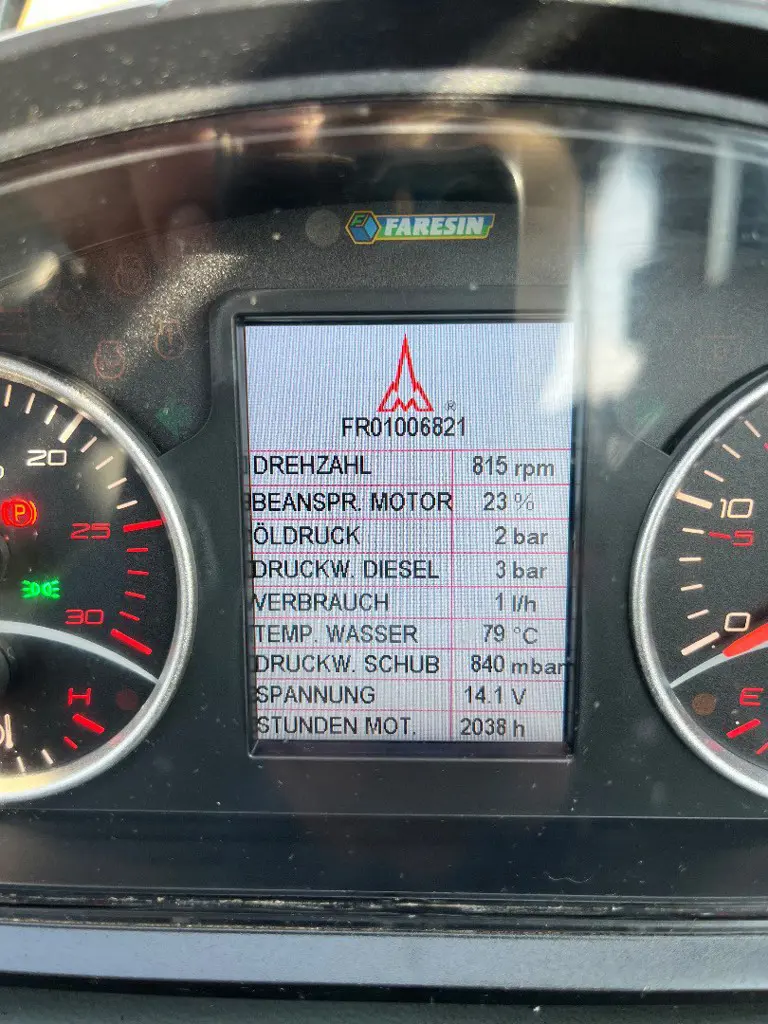 FARESIN
®
FR01006821
DREHZAHL 815 rpm
BEANSPR. MOTOR 23 %
ÖLDRUCK 2 bar
DRUCKW. DIESEL 3 bar
VERBRAUCH 1 l/h
TEMP. WASSER 79 °C
DRUCKW. SCHUB 840 mbar
SPANNUNG 14.1 V
STUNDEN MOT. 2038 h
20
P
25
30
H
10
5
0
E